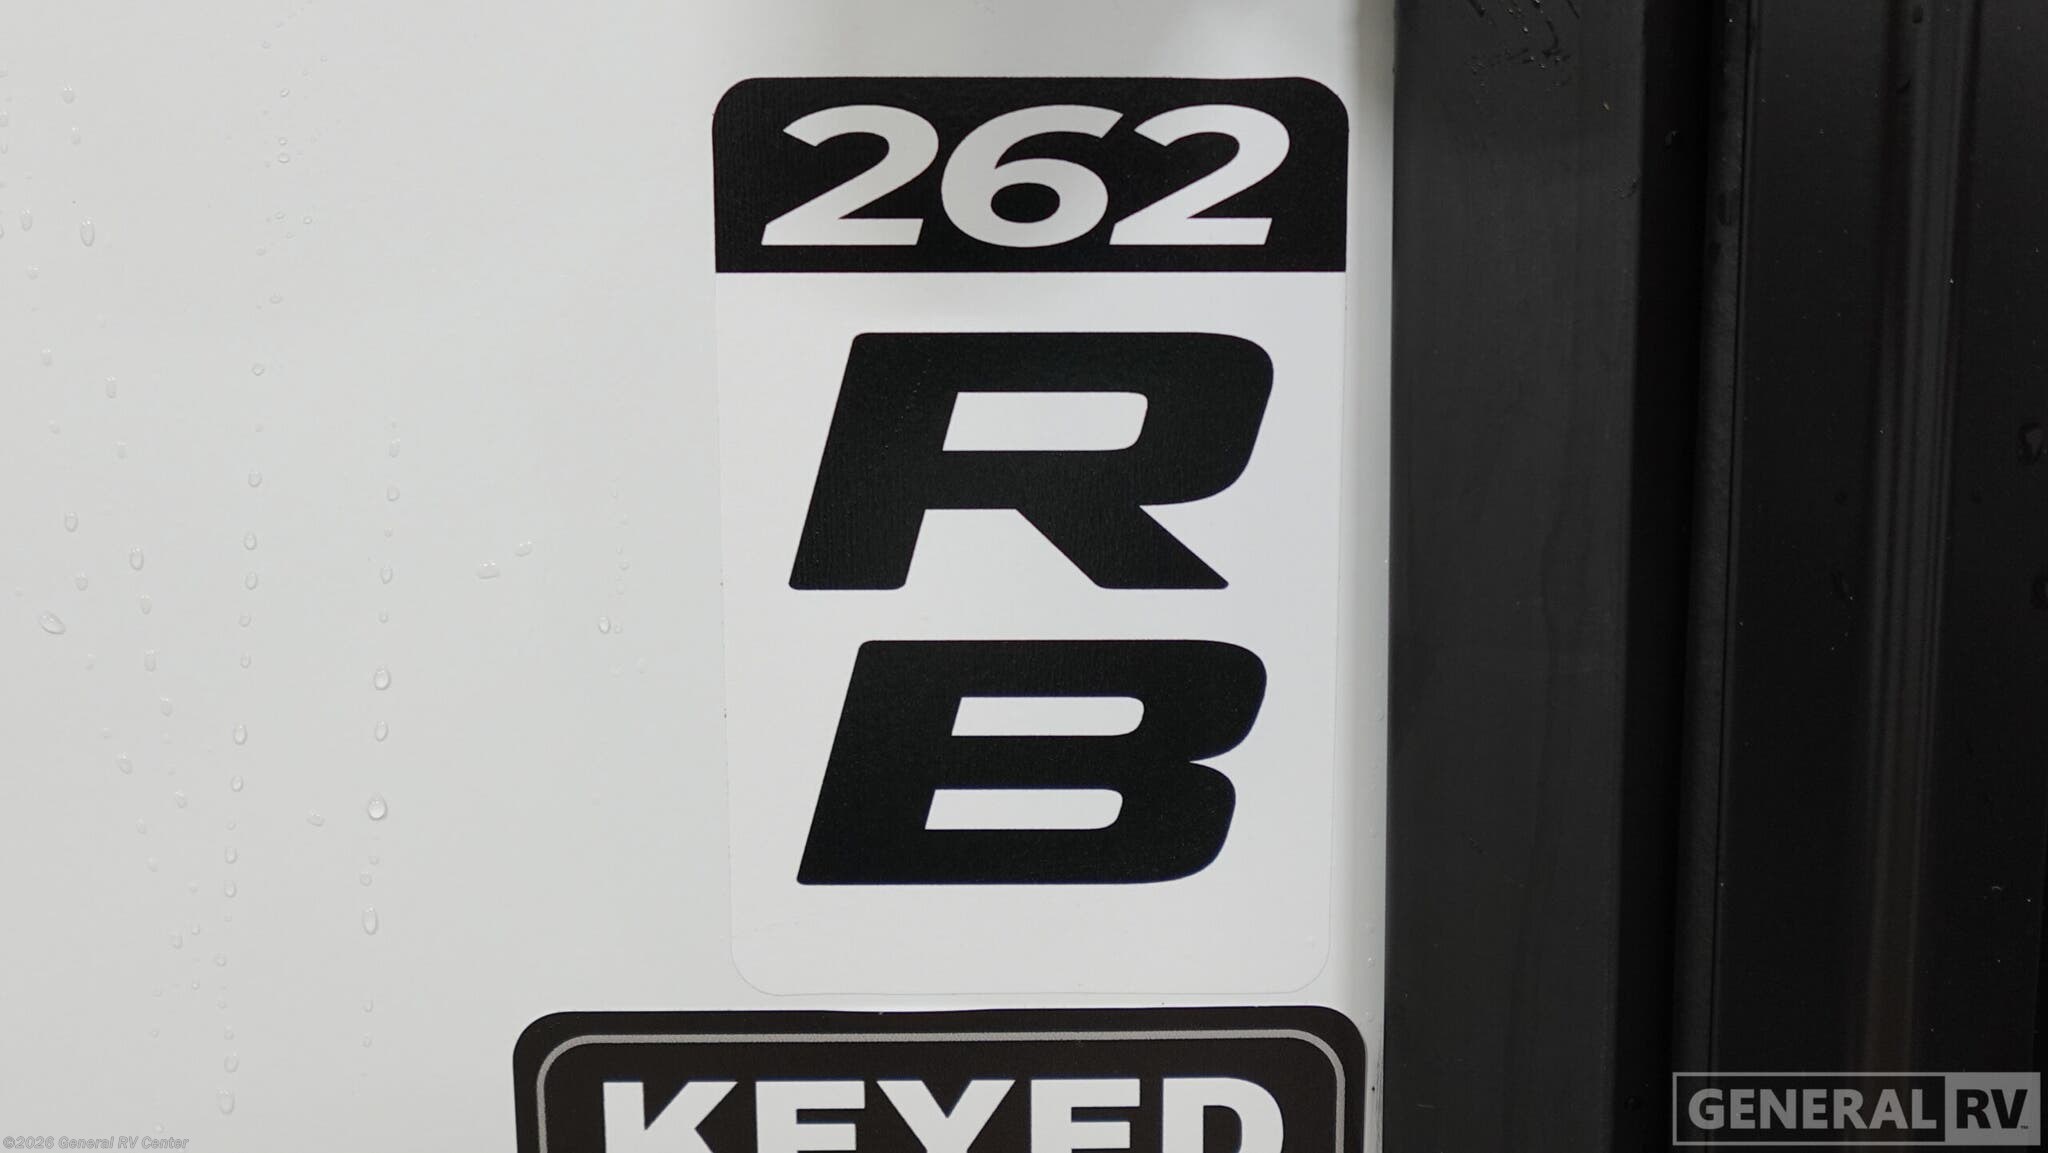 262
R
B
KEYED
GENERAL RV
©2026 General RV Center